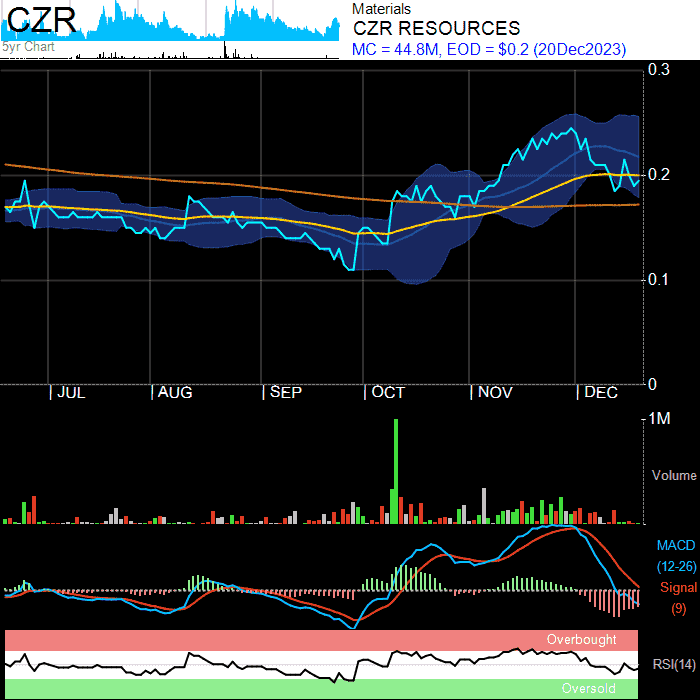 CZR
5yr Chart
Materials
CZR RESOURCES
MC = 44.8M, EOD = $0.2 (20Dec2023)
0.3
0.2
0.1
0
| JUL | AUG | SEP | OCT | NOV | DEC
1M
Volume
MACD
(12-26)
Signal
(9)
Overbought
RSI(14)
Oversold